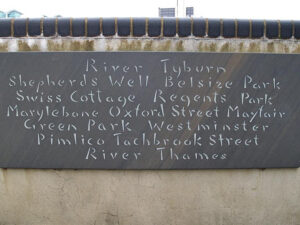 River Tyburn
Shepherds Well Belsize Park
Swiss Cottage Regents Park
Marylebone Oxford Street Mayfair
Green Park Westminster
Pimlico Tachbrook Street
River Thames